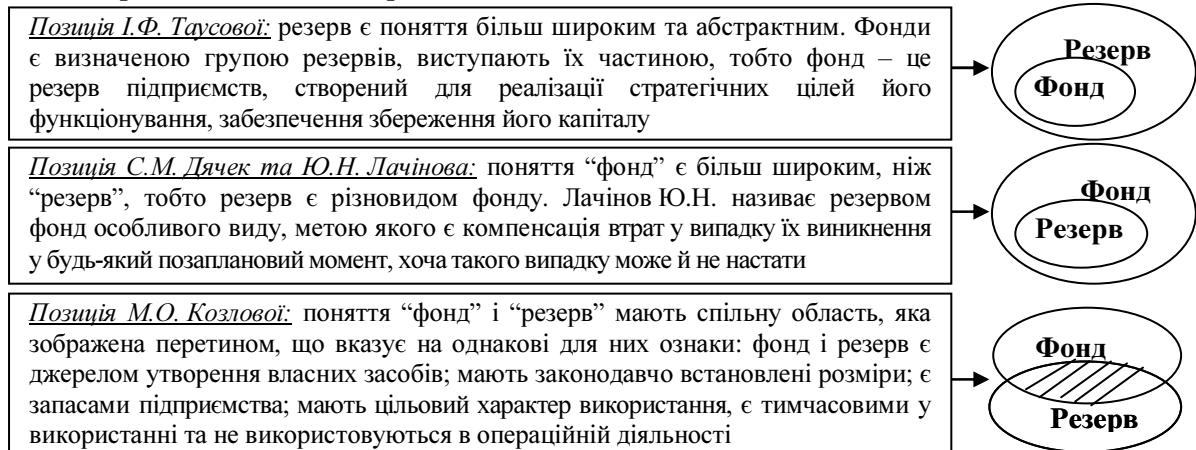 Позиція І.Ф. Таусової: резерв є поняття більш широким та абстрактним. Фонди
є визначеною групою резервів, виступають їх частиною, тобто фонд – це
резерв підприємств, створений для реалізації стратегічних цілей його
функціонування, забезпечення збереження його капіталу
Резерв
Фонд
Позиція С.М. Дячек та Ю.Н. Лачінова: поняття “фонд” є більш широким, ніж
“резерв”, тобто резерв є різновидом фонду. Лачінов Ю.Н. називає резервом
фонд особливого виду, метою якого є компенсація втрат у випадку їх виникнення
у будь-який позаплановий момент, хоча такого випадку може й не настати
Фонд
Резерв
Позиція М.О. Козлової: поняття “фонд” і “резерв” мають спільну область, яка
зображена перетином, що вказує на однакові для них ознаки: фонд і резерв є
джерелом утворення власних засобів; мають законодавчо встановлені розміри; є
запасами підприємства; мають цільовий характер використання, є тимчасовими у
використанні та не використовуються в операційній діяльності
Фонд
Резерв